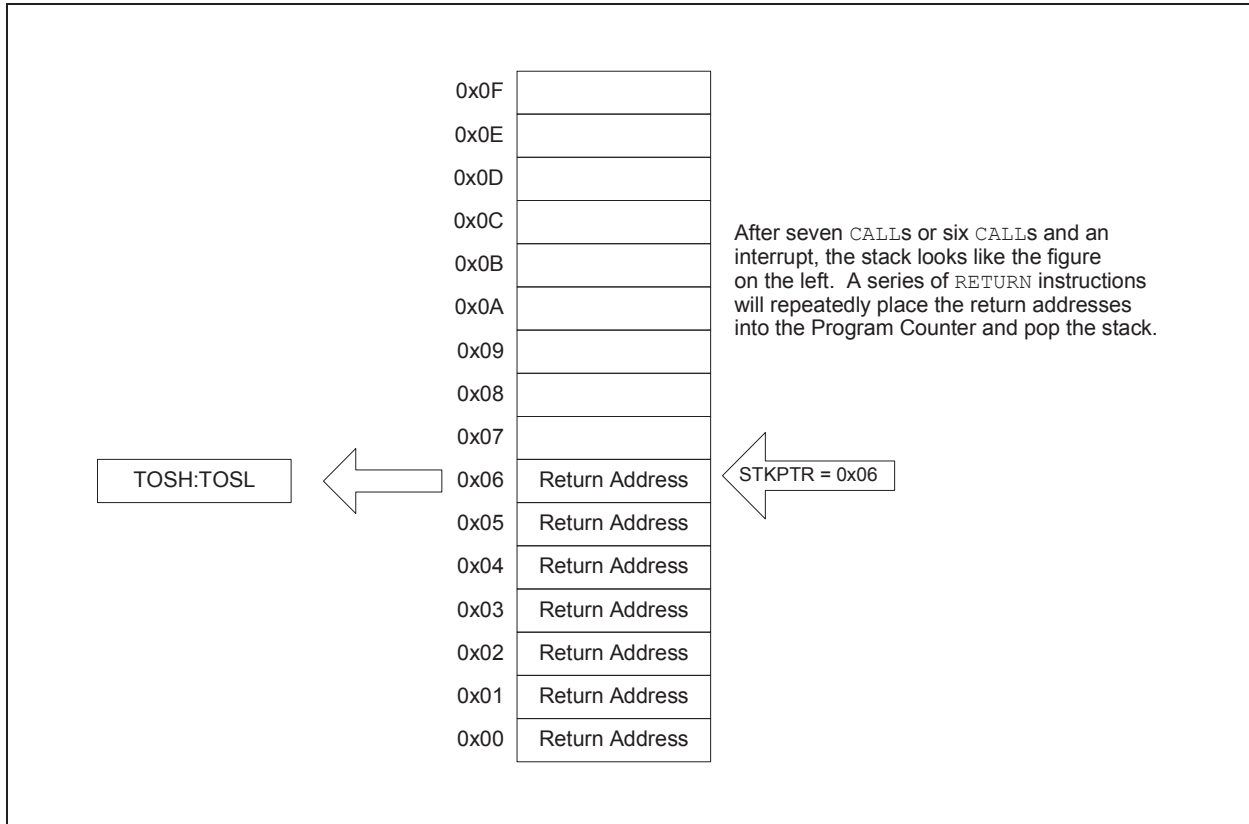 0x0F
0x0E
0x0D
0x0C
0x0B
0x0A
0x09
0x08
0x07
After seven CALLs or six CALLs and an
interrupt, the stack looks like the figure
on the left. A series of RETURN instructions
will repeatedly place the return addresses
into the Program Counter and pop the stack.
TOSH:TOSL
0x06 Return Address
STKPTR = 0x06
0x05 Return Address
0x04 Return Address
0x03 Return Address
0x02 Return Address
0x01 Return Address
0x00 Return Address